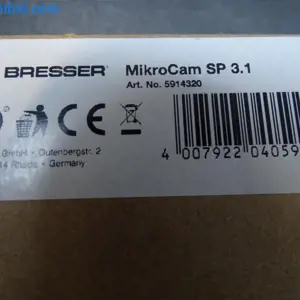 BRESSER MikroCam SP 3.1
Art. No. 5914320
GmbH • Gutenbergstr. 2
Rhede • Germany
4 007922 04059